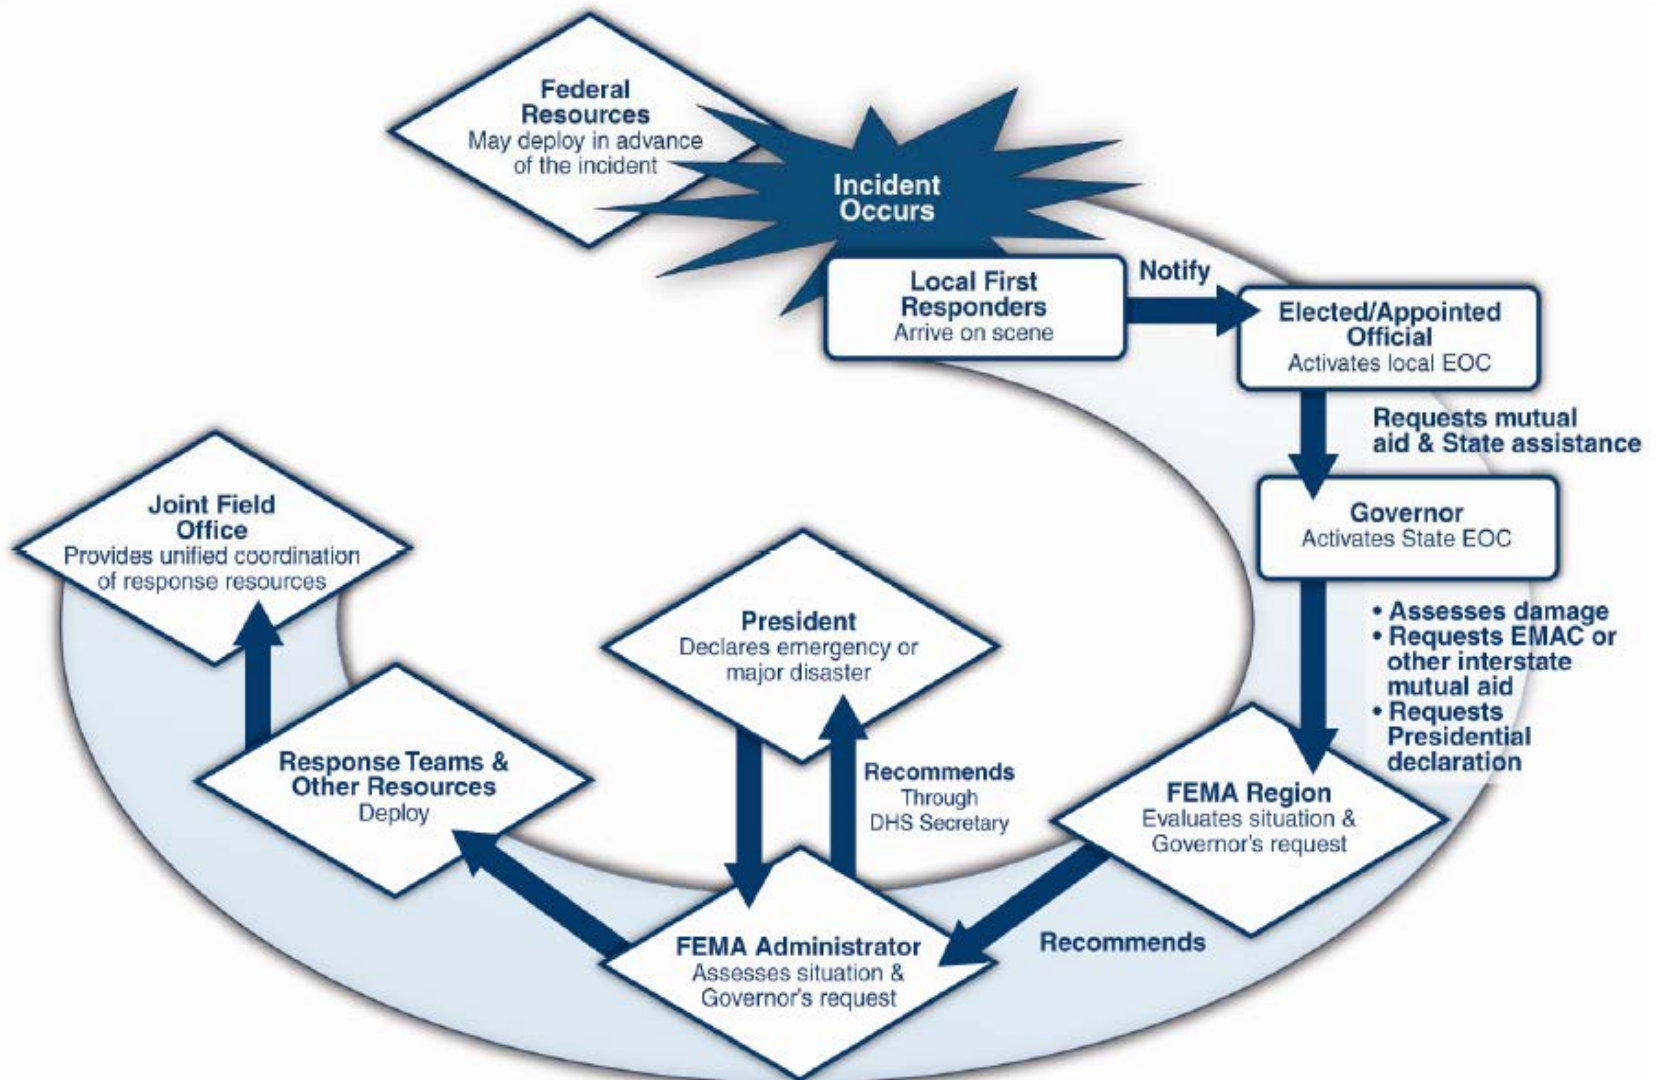 Federal
Resources
May deploy in advance
of the incident
Incident
Occurs
Local First
Responders
Arrive on scene
Notify
Elected/Appointed
Official
Activates local EOC
Requests mutual
aid & State assistance
Governor
Activates State EOC
• Assesses damage
• Requests EMAC or
other interstate
mutual aid
• Requests
Presidential
declaration
FEMA Region
Evaluates situation &
Governor's request
Recommends
FEMA Administrator
Assesses situation &
Governor's request
Recommends
Through
DHS Secretary
President
Declares emergency or
major disaster
Response Teams &
Other Resources
Deploy
Joint Field
Office
Provides unified coordination
of response resources